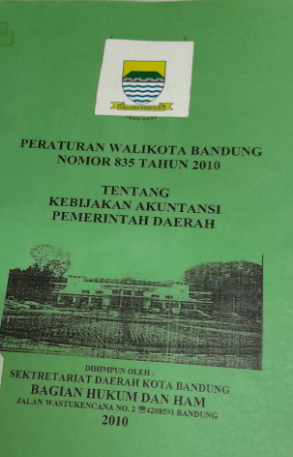 PERATURAN WALIKOTA BANDUNG
NOMOR 835 TAHUN 2010
TENTANG
KEBIJAKAN AKUNTANSI
PEMERINTAH DAERAH
DIHIMPUN OLEH :
SEKTRETARIAT DAERAH KOTA BANDUNG
BAGIAN HUKUM DAN HAM
JALAN WASTUKENCANA NO. 2 ☎4208591 BANDUNG
2010